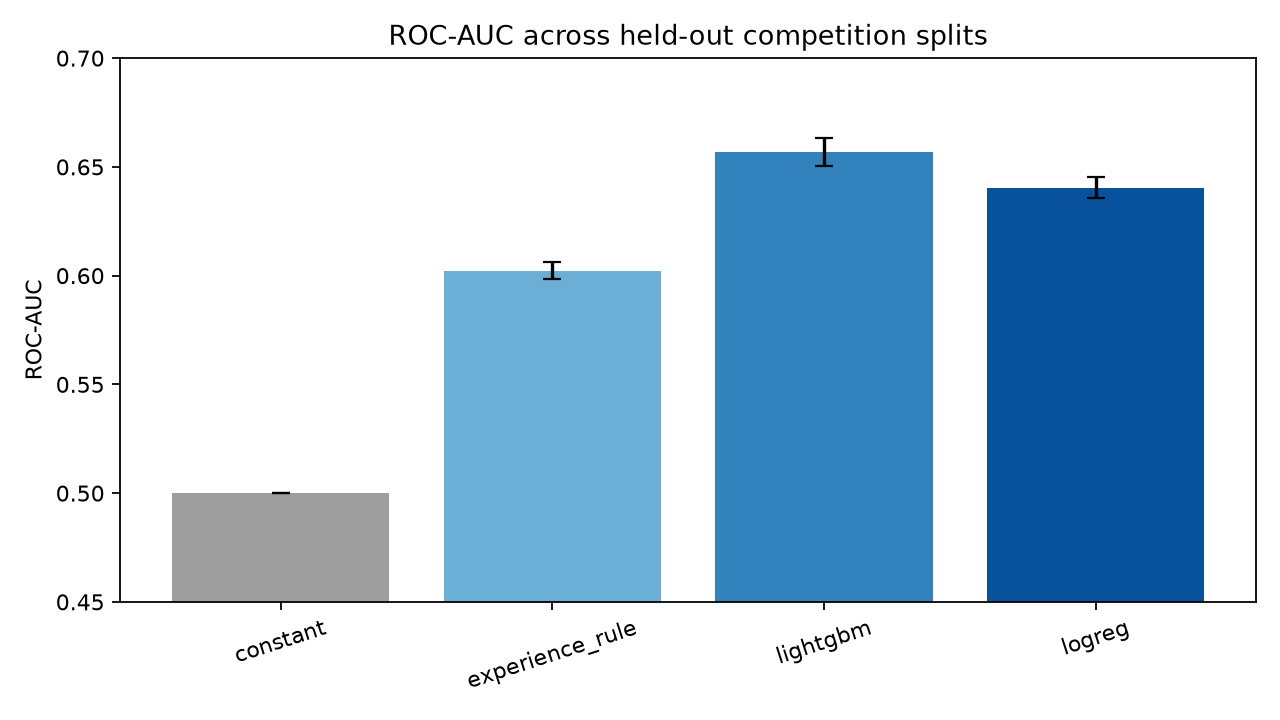 ROC-AUC across held-out competition splits
0.70
0.65
0.60
0.55
0.50
0.45
ROC-AUC
constant
experience_rule
lightgbm
logreg